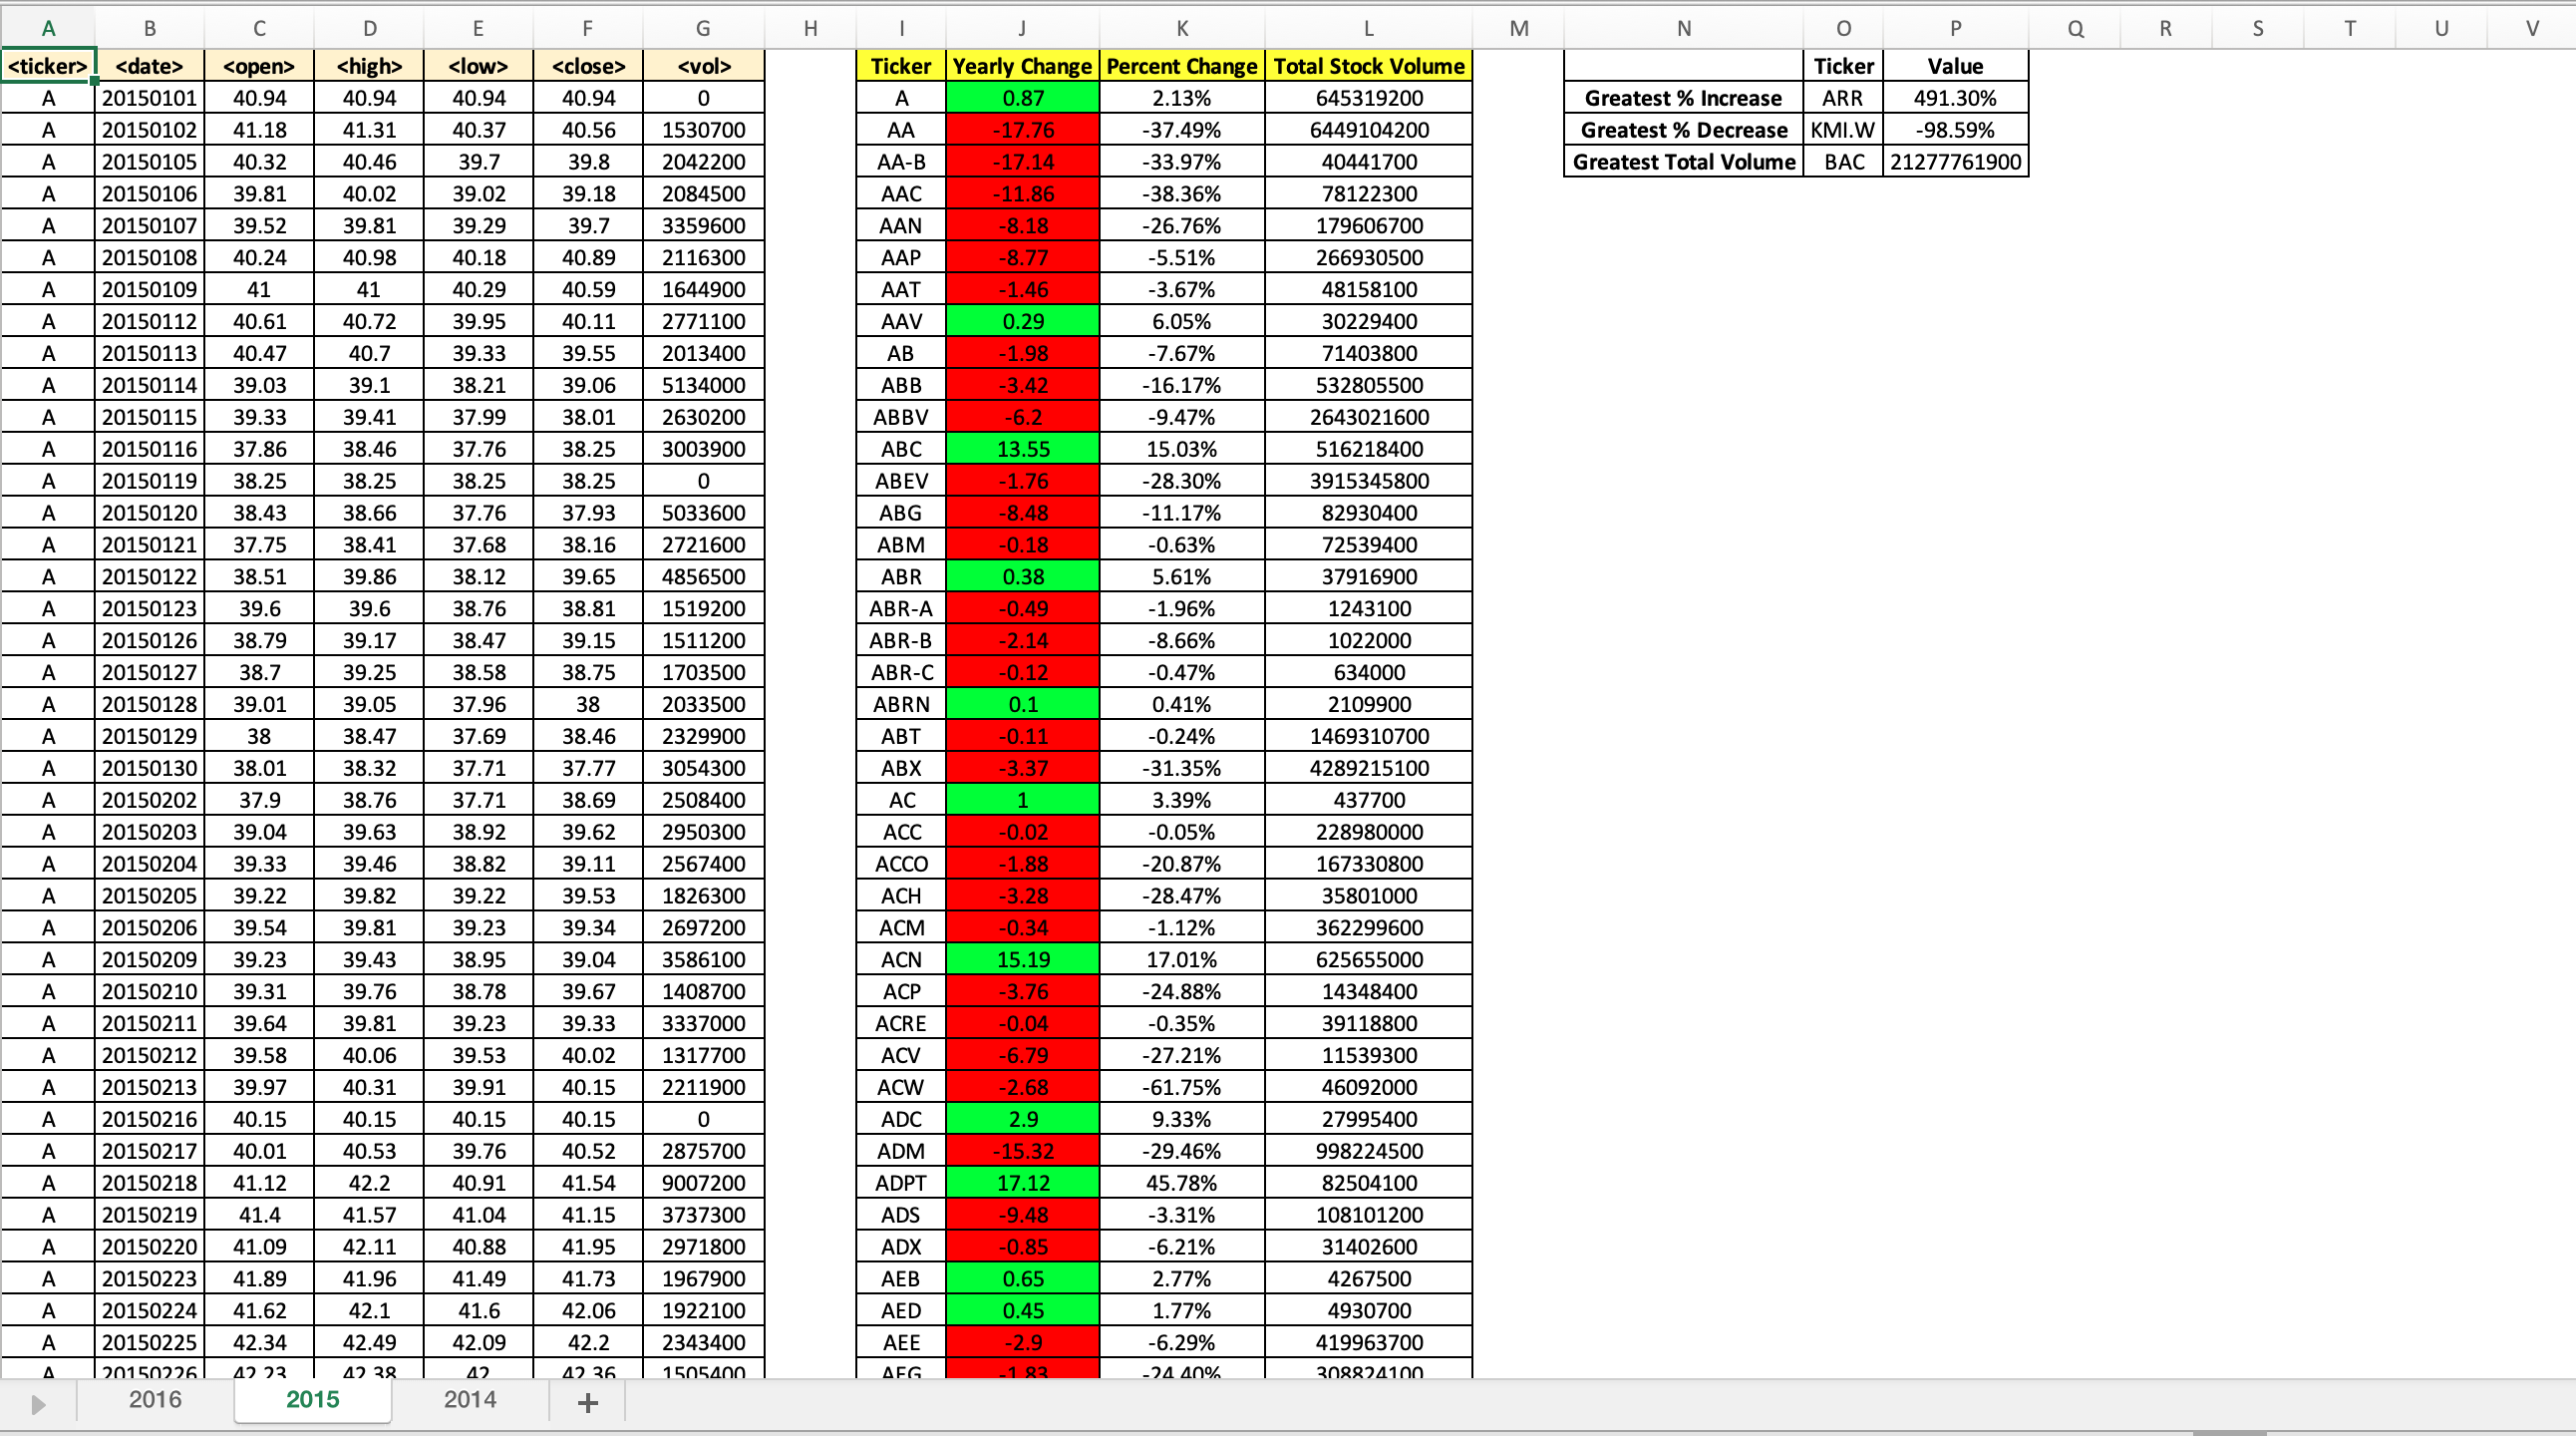 A B C D E F G H I J K L M N O P Q R S T U V
<ticker> <date> <open> <high> <low> <close> <vol> Ticker Yearly Change Percent Change Total Stock Volume Ticker Value
A 20150101 40.94 40.94 40.94 40.94 0 A 0.87 2.13% 645319200 Greatest % Increase ARR 491.30%
A 20150102 41.18 41.31 40.37 40.56 1530700 AA -17.76 -37.49% 6449104200 Greatest % Decrease KMI.W -98.59%
A 20150105 40.32 40.46 39.7 39.8 2042200 AA-B -17.14 -33.97% 40441700 Greatest Total Volume BAC 21277761900
A 20150106 39.81 40.02 39.02 39.18 2084500 AAC -11.86 -38.36% 78122300
A 20150107 39.52 39.81 39.29 39.7 3359600 AAN -8.18 -26.76% 179606700
A 20150108 40.24 40.98 40.18 40.89 2116300 AAP -8.77 -5.51% 266930500
A 20150109 41 41 40.29 40.59 1644900 AAT -1.46 -3.67% 48158100
A 20150112 40.61 40.72 39.95 40.11 2771100 AAV 0.29 6.05% 30229400
A 20150113 40.47 40.7 39.33 39.55 2013400 AB -1.98 -7.67% 71403800
A 20150114 39.03 39.1 38.21 39.06 5134000 ABB -3.42 -16.17% 532805500
A 20150115 39.33 39.41 37.99 38.01 2630200 ABBV -6.2 -9.47% 2643021600
A 20150116 37.86 38.46 37.76 38.25 3003900 ABC 13.55 15.03% 516218400
A 20150119 38.25 38.25 38.25 38.25 0 ABEV -1.76 -28.30% 3915345800
A 20150120 38.43 38.66 37.76 37.93 5033600 ABG -8.48 -11.17% 82930400
A 20150121 37.75 38.41 37.68 38.16 2721600 ABM -0.18 -0.63% 72539400
A 20150122 38.51 39.86 38.12 39.65 4856500 ABR 0.38 5.61% 37916900
A 20150123 39.6 39.6 38.76 38.81 1519200 ABR-A -0.49 -1.96% 1243100
A 20150126 38.79 39.17 38.47 39.15 1511200 ABR-B -2.14 -8.66% 1022000
A 20150127 38.7 39.25 38.58 38.75 1703500 ABR-C -0.12 -0.47% 634000
A 20150128 39.01 39.05 37.96 38 2033500 ABRN 0.1 0.41% 2109900
A 20150129 38 38.47 37.69 38.46 2329900 ABT -0.11 -0.24% 1469310700
A 20150130 38.01 38.32 37.71 37.77 3054300 ABX -3.37 -31.35% 4289215100
A 20150202 37.9 38.76 37.71 38.69 2508400 AC 1 3.39% 437700
A 20150203 39.04 39.63 38.92 39.62 2950300 ACC -0.02 -0.05% 228980000
A 20150204 39.33 39.46 38.82 39.11 2567400 ACCO -1.88 -20.87% 167330800
A 20150205 39.22 39.82 39.22 39.53 1826300 ACH -3.28 -28.47% 35801000
A 20150206 39.54 39.81 39.23 39.34 2697200 ACM -0.34 -1.12% 362299600
A 20150209 39.23 39.43 38.95 39.04 3586100 ACN 15.19 17.01% 625655000
A 20150210 39.31 39.76 38.78 39.67 1408700 ACP -3.76 -24.88% 14348400
A 20150211 39.64 39.81 39.23 39.33 3337000 ACRE -0.04 -0.35% 39118800
A 20150212 39.58 40.06 39.53 40.02 1317700 ACV -6.79 -27.21% 11539300
A 20150213 39.97 40.31 39.91 40.15 2211900 ACW -2.68 -61.75% 46092000
A 20150216 40.15 40.15 40.15 40.15 0 ADC 2.9 9.33% 27995400
A 20150217 40.01 40.53 39.76 40.52 2875700 ADM -15.32 -29.46% 998224500
A 20150218 41.12 42.2 40.91 41.54 9007200 ADPT 17.12 45.78% 82504100
A 20150219 41.4 41.57 41.04 41.15 3737300 ADS -9.48 -3.31% 108101200
A 20150220 41.09 42.11 40.88 41.95 2971800 ADX -0.85 -6.21% 31402600
A 20150223 41.89 41.96 41.49 41.73 1967900 AEB 0.65 2.77% 4267500
A 20150224 41.62 42.1 41.6 42.06 1922100 AED 0.45 1.77% 4930700
A 20150225 42.34 42.49 42.09 42.2 2343400 AEE -2.9 -6.29% 419963700
A 20150226 42.23 42.38 42 42.36 1505400 AEG -1.83 -24.40% 308824100
2016 2015 2014 +